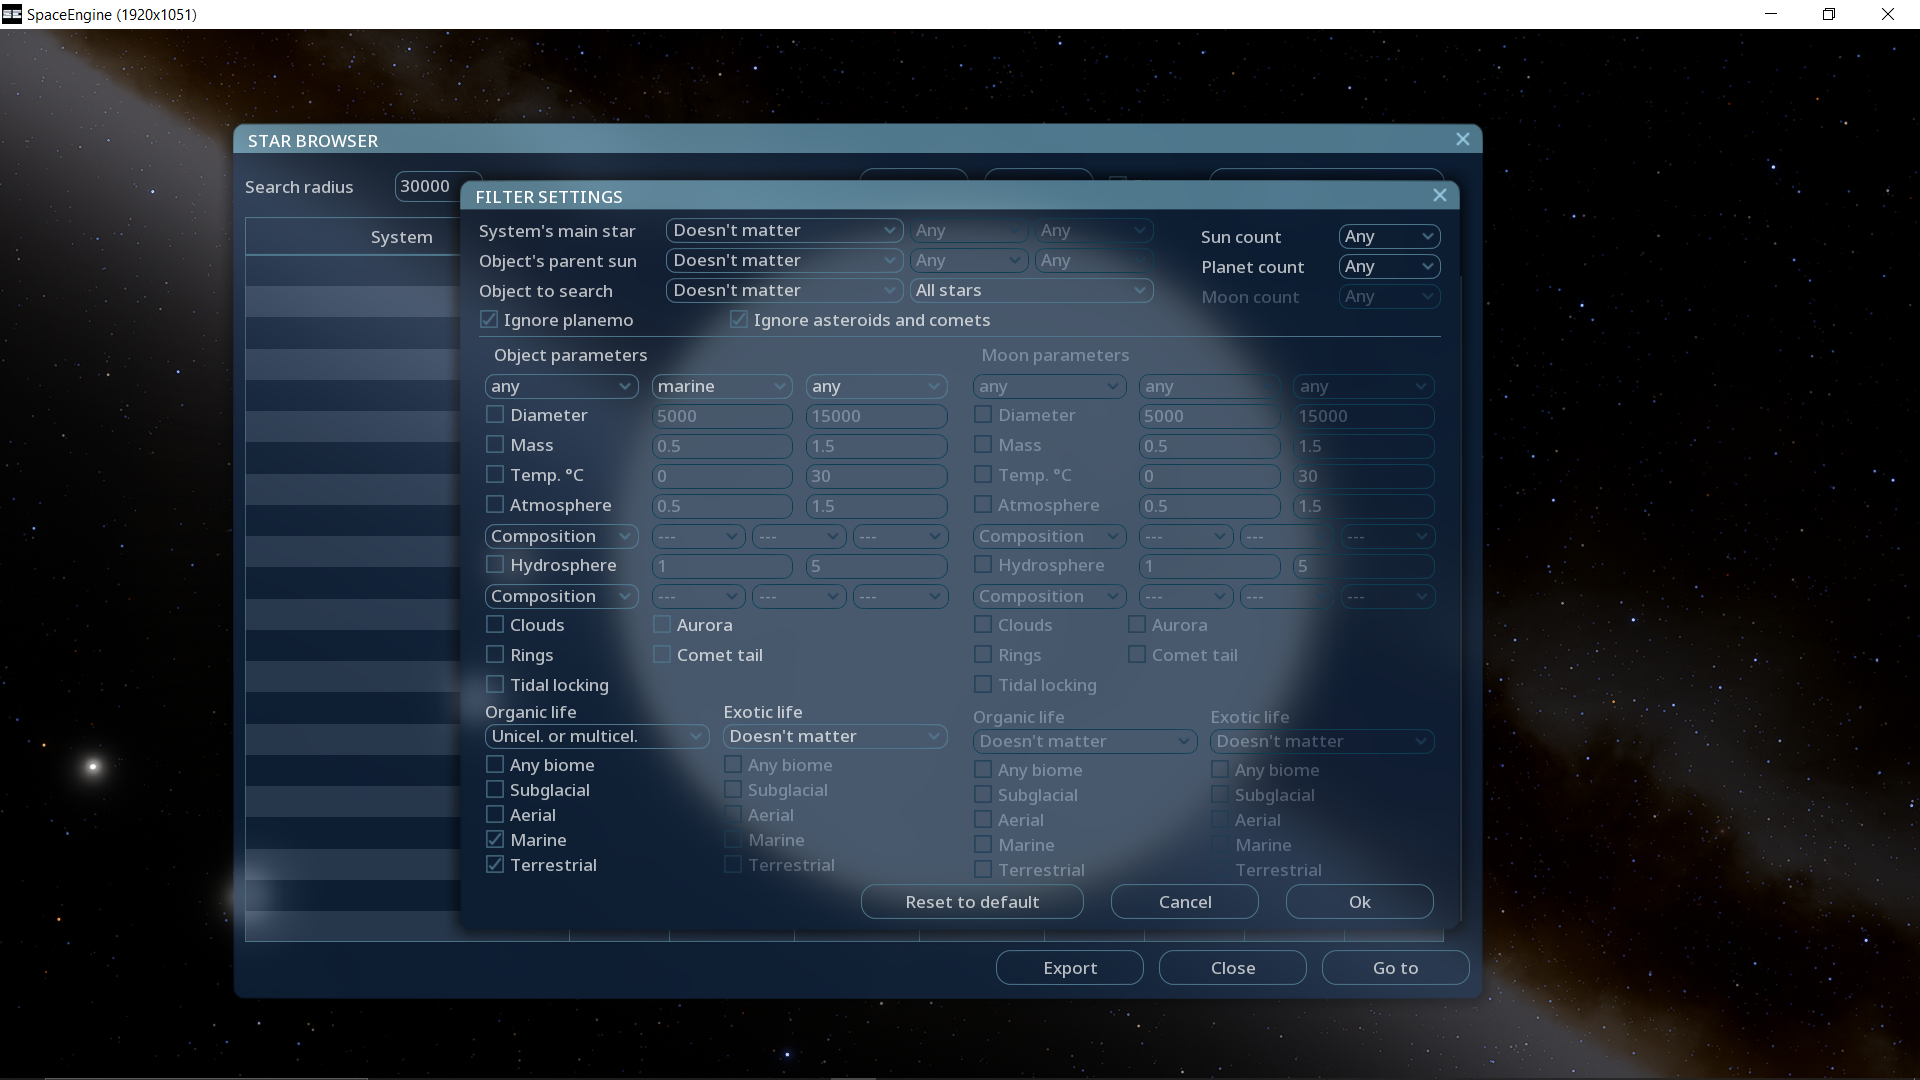 SpaceEngine (1920x1051)
STAR BROWSER
Search radius 30000
System
FILTER SETTINGS
System's main star Doesn't matter Any Any Sun count Any
Object's parent sun Doesn't matter Any Any Planet count Any
Object to search Doesn't matter All stars Moon count Any
Ignore planemo Ignore asteroids and comets
Object parameters Moon parameters
any marine any any any any
Diameter 5000 15000 Diameter 5000 15000
Mass 0.5 1.5 Mass 0.5 1.5
Temp. °C 0 30 Temp. °C 0 30
Atmosphere 0.5 1.5 Atmosphere 0.5 1.5
Composition --- --- --- Composition --- --- ---
Hydrosphere 1 5 Hydrosphere 1 5
Composition --- --- --- Composition --- --- ---
Clouds Aurora Clouds Aurora
Rings Comet tail Rings Comet tail
Tidal locking Tidal locking
Organic life Exotic life Organic life Exotic life
Unicel. or multicel. Doesn't matter Doesn't matter Doesn't matter
Any biome Any biome Any biome Any biome
Subglacial Subglacial Subglacial Subglacial
Aerial Aerial Aerial Aerial
Marine Marine Marine Marine
Terrestrial Terrestrial Terrestrial Terrestrial
Reset to default Cancel Ok
Export Close Go to